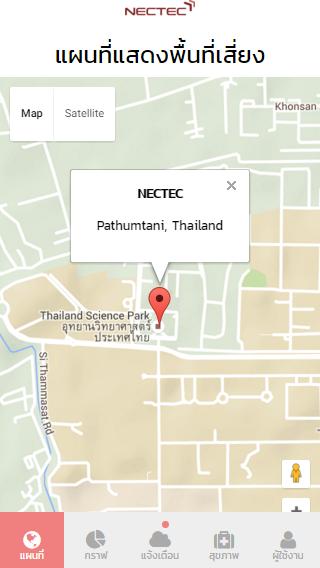 NECTEC
แผนที่แสดงพื้นที่เสี่ยง
Map Satellite
Khonsan
NECTEC
Pathumtani, Thailand
Thailand Science Park
อุทยานวิทยาศาสตร์
ประเทศไทย
Si Thammasat Rd
แผนที่ กราฟ แจ้งเตือน สุขภาพ ผู้ใช้งาน